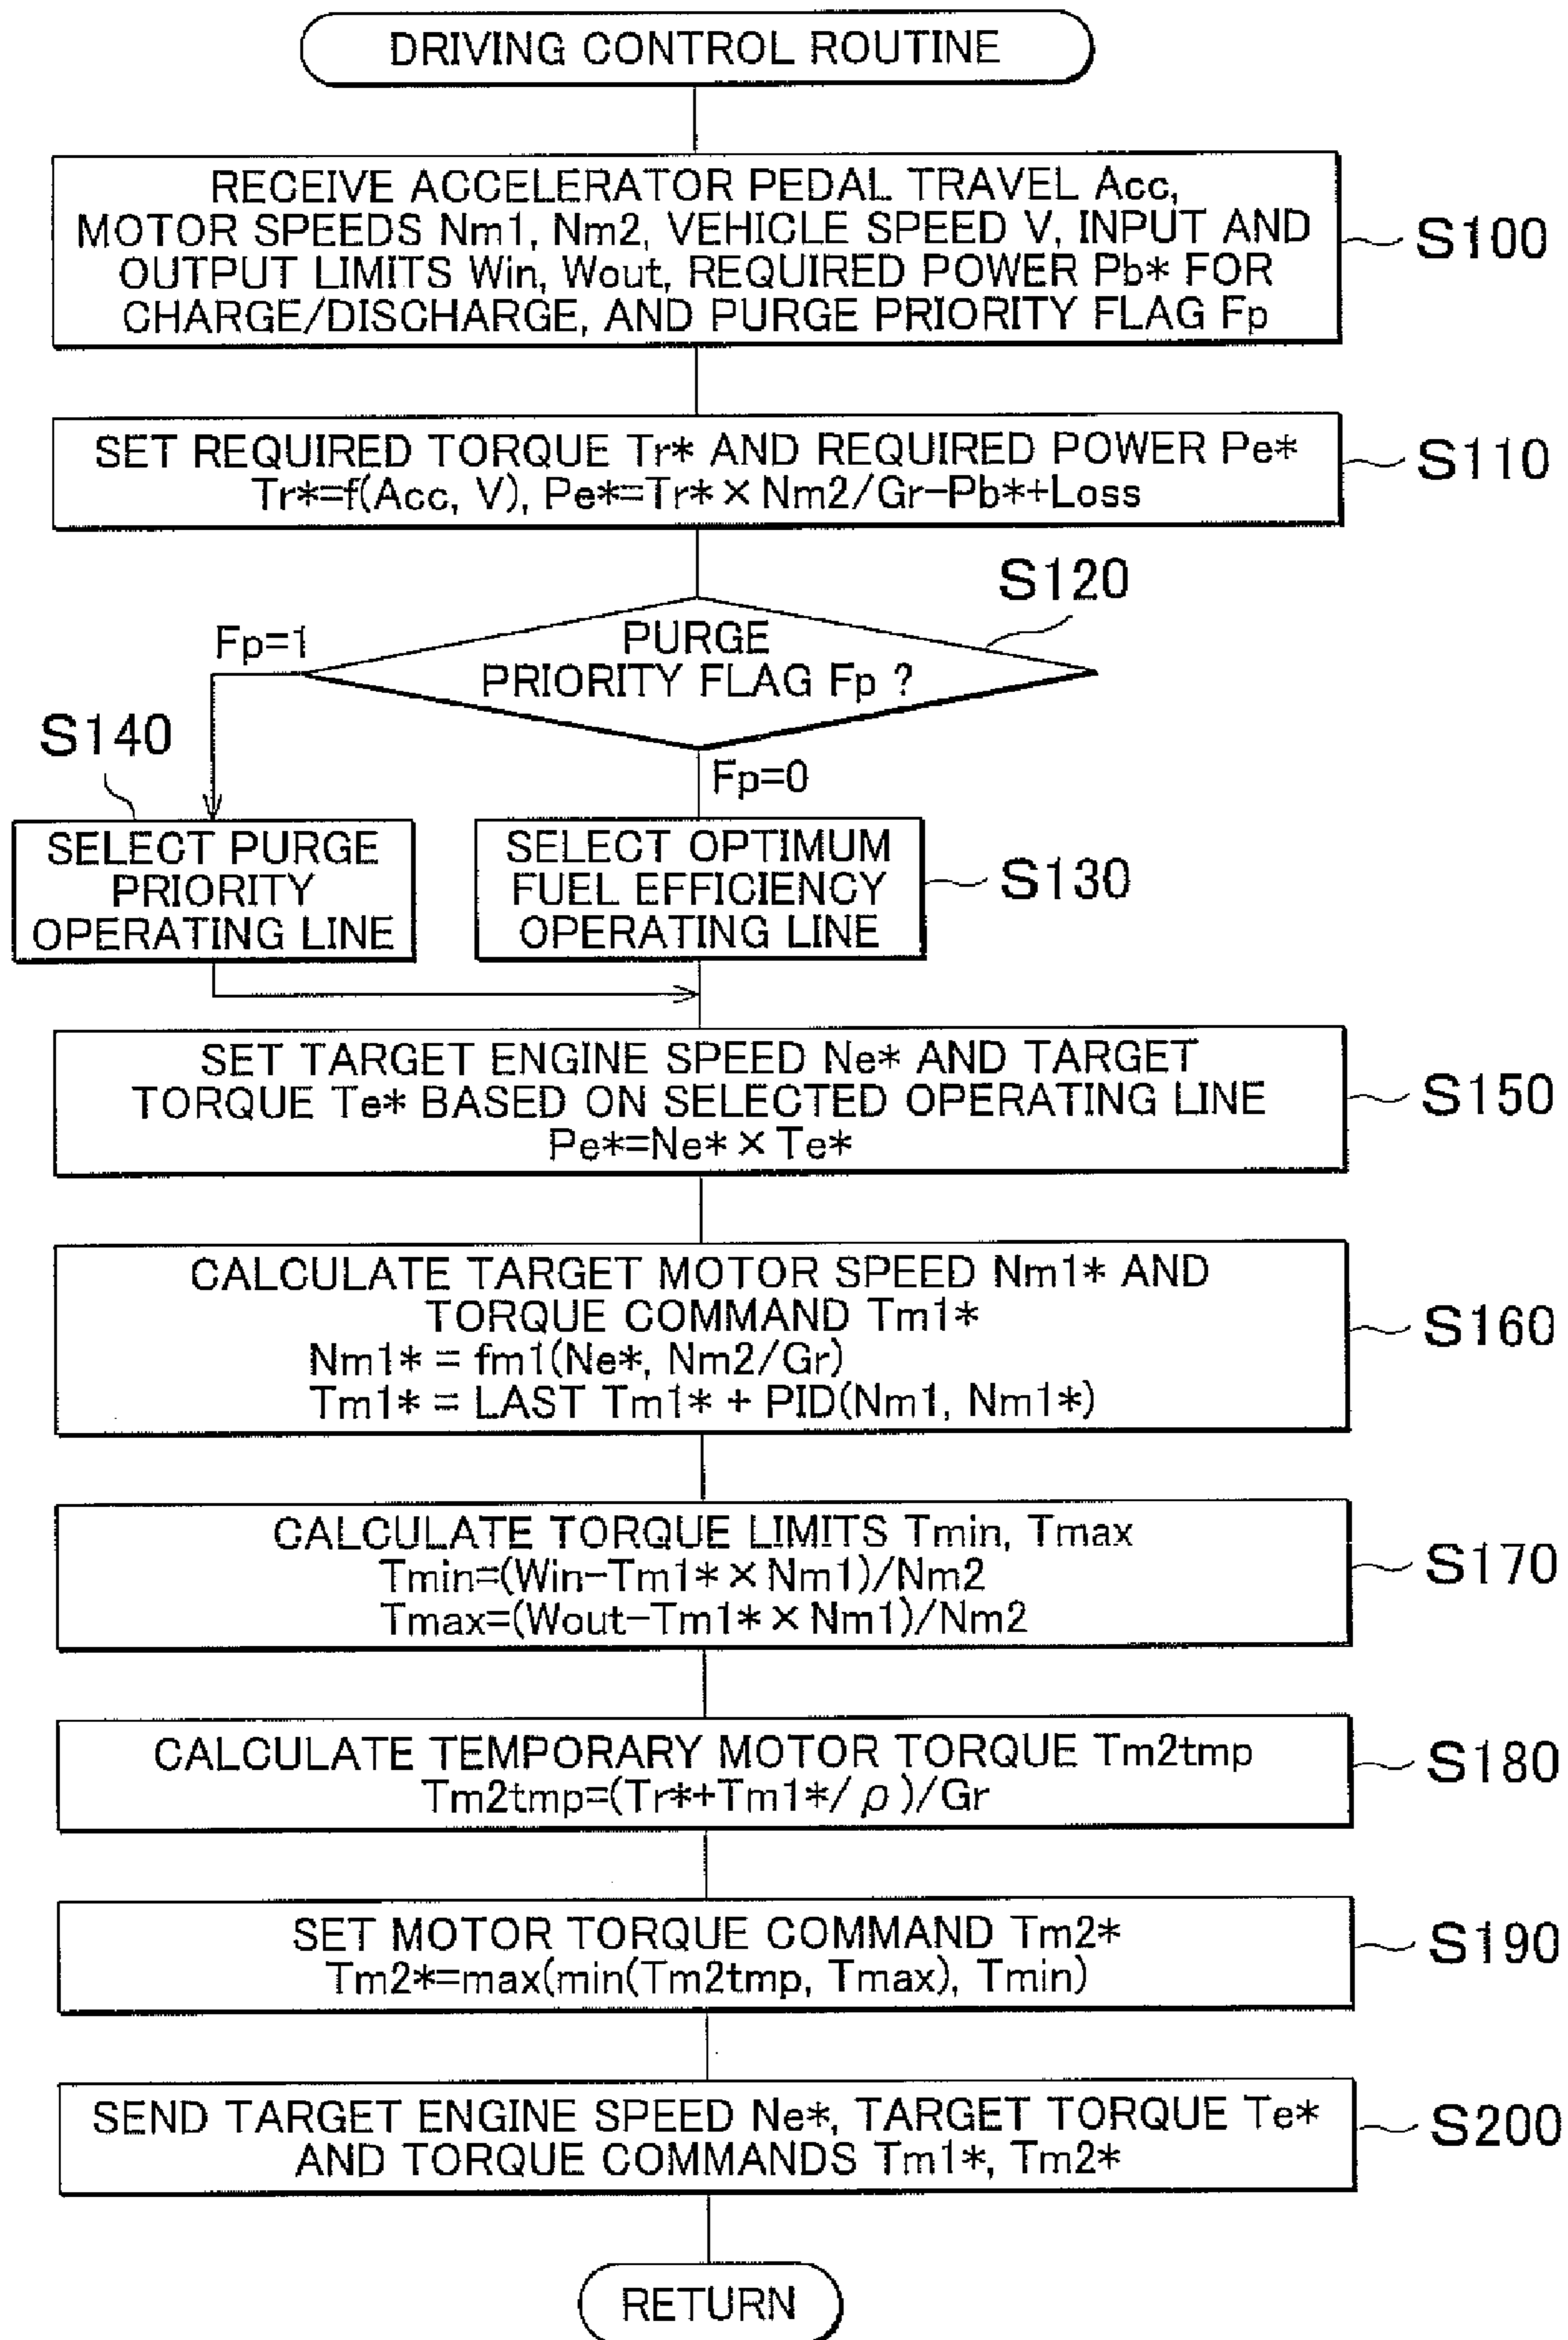 DRIVING CONTROL ROUTINE
RECEIVE ACCELERATOR PEDAL TRAVEL Acc,
MOTOR SPEEDS Nm1, Nm2, VEHICLE SPEED V, INPUT AND
OUTPUT LIMITS Win, Wout, REQUIRED POWER Pb* FOR
CHARGE/DISCHARGE, AND PURGE PRIORITY FLAG Fp
S100
SET REQUIRED TORQUE Tr* AND REQUIRED POWER Pe*
Tr*=f(Acc, V), Pe*=Tr*×Nm2/Gr-Pb*+Loss
S110
S120
PURGE
PRIORITY FLAG Fp ?
Fp=1
Fp=0
S140
SELECT PURGE
PRIORITY
OPERATING LINE
SELECT OPTIMUM
FUEL EFFICIENCY
OPERATING LINE
S130
SET TARGET ENGINE SPEED Ne* AND TARGET
TORQUE Te* BASED ON SELECTED OPERATING LINE
Pe*=Ne*×Te*
S150
CALCULATE TARGET MOTOR SPEED Nm1* AND
TORQUE COMMAND Tm1*
Nm1* = fm1(Ne*, Nm2/Gr)
Tm1* = LAST Tm1* + PID(Nm1, Nm1*)
S160
CALCULATE TORQUE LIMITS Tmin, Tmax
Tmin=(Win-Tm1*×Nm1)/Nm2
Tmax=(Wout-Tm1*×Nm1)/Nm2
S170
CALCULATE TEMPORARY MOTOR TORQUE Tm2tmp
Tm2tmp=(Tr*+Tm1*/ρ)/Gr
S180
SET MOTOR TORQUE COMMAND Tm2*
Tm2*=max(min(Tm2tmp, Tmax), Tmin)
S190
SEND TARGET ENGINE SPEED Ne*, TARGET TORQUE Te*
AND TORQUE COMMANDS Tm1*, Tm2*
S200
RETURN